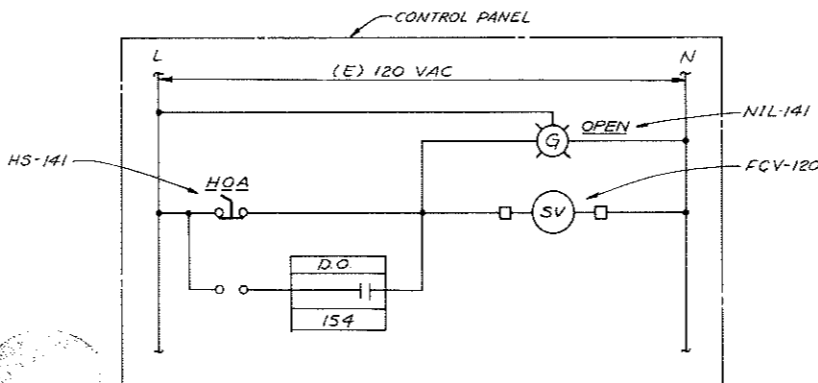 CONTROL PANEL
L
N
(E) 120 VAC
NIL-141
OPEN
G
HS-141
HOA
FCV-120
SV
D.O.
154